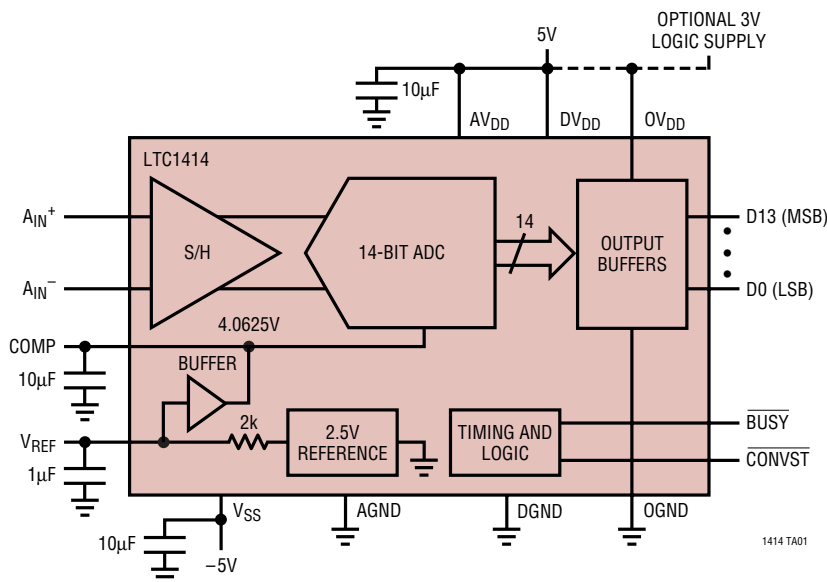 OPTIONAL 3V
LOGIC SUPPLY
5V
10µF
AVDD
DVDD
OVDD
LTC1414
AIN+
AIN−
S/H
14-BIT ADC
14
OUTPUT
BUFFERS
D13 (MSB)
D0 (LSB)
4.0625V
COMP
10µF
BUFFER
VREF
1µF
2k
2.5V
REFERENCE
TIMING AND
LOGIC
BUSY
CONVST
VSS
10µF
−5V
AGND
DGND
OGND
1414 TA01